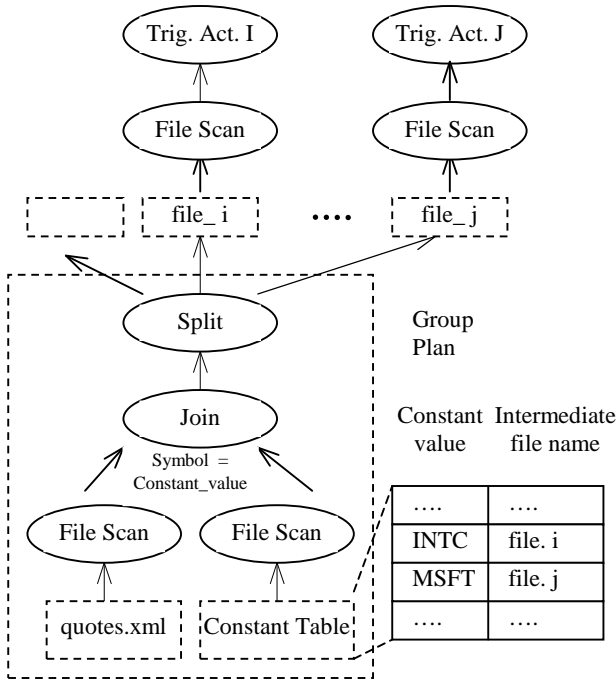 Trig. Act. I
Trig. Act. J
File Scan
File Scan
file_ i
....
file_ j
Split
Group
Plan
Join
Symbol =
Constant_value
Constant
value
Intermediate
file name
File Scan
File Scan
....
....
INTC
file. i
MSFT
file. j
....
....
quotes.xml
Constant Table